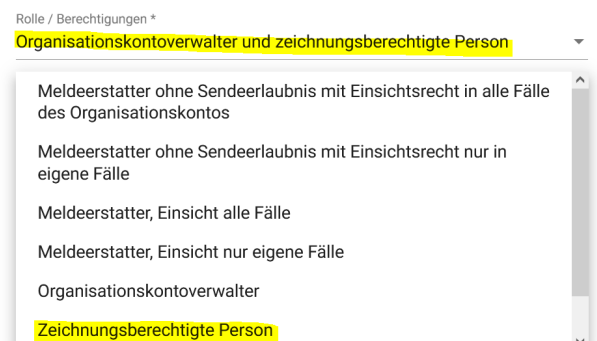 Rolle / Berechtigungen *
Organisationskontoverwalter und zeichnungsberechtigte Person
Meldeerstatter ohne Sendeerlaubnis mit Einsichtsrecht in alle Fälle
des Organisationskontos
Meldeerstatter ohne Sendeerlaubnis mit Einsichtsrecht nur in
eigene Fälle
Meldeerstatter, Einsicht alle Fälle
Meldeerstatter, Einsicht nur eigene Fälle
Organisationskontoverwalter
Zeichnungsberechtigte Person